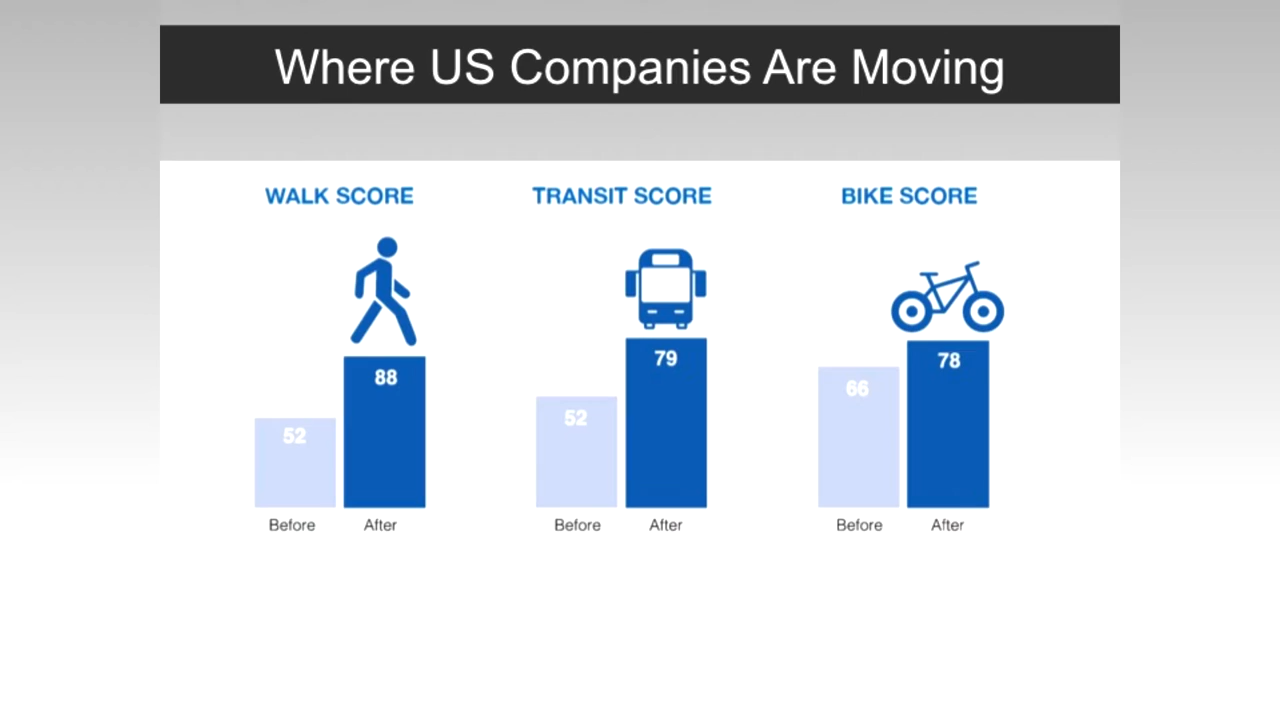 Where US Companies Are Moving
WALK SCORE
TRANSIT SCORE
BIKE SCORE
52
88
52
79
66
78
Before
After
Before
After
Before
After